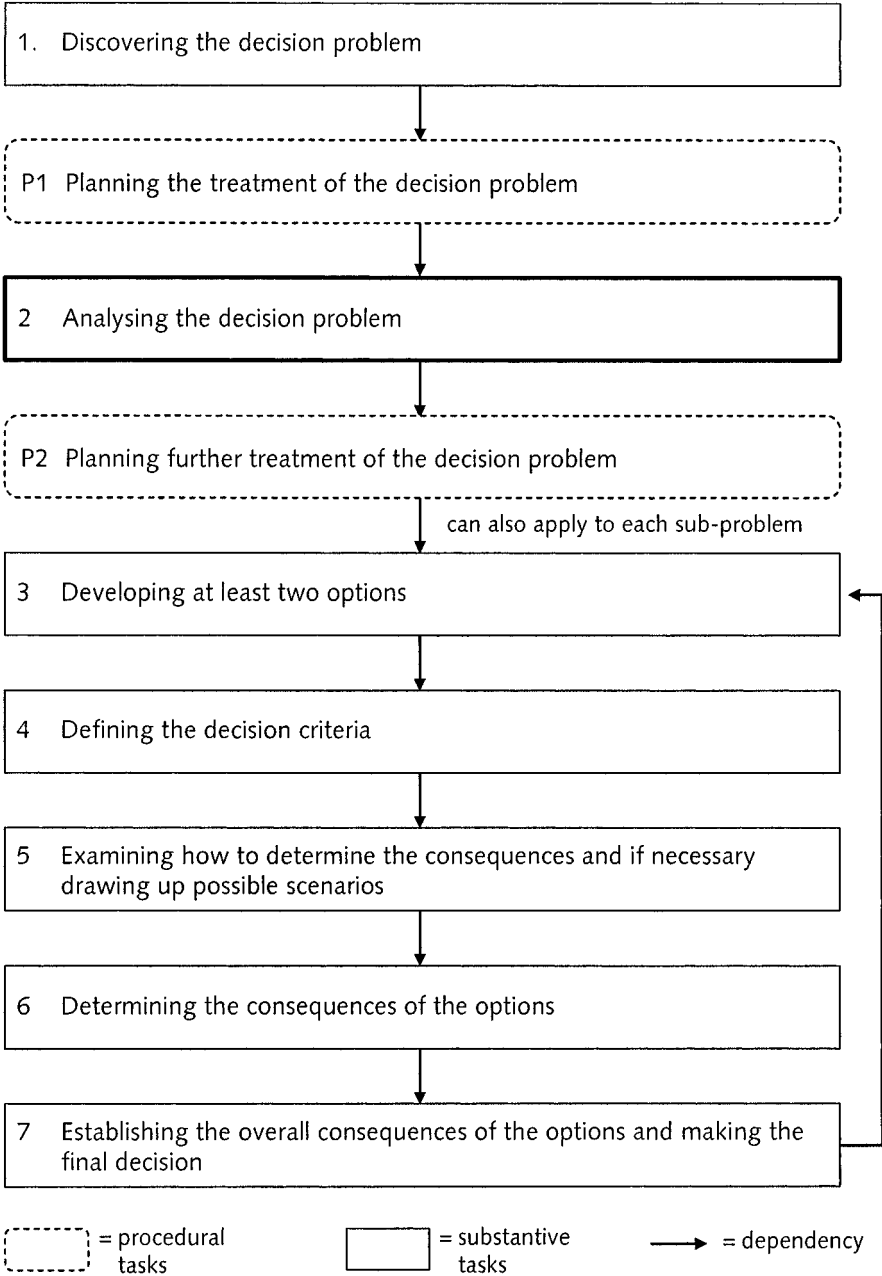 1. Discovering the decision problem
P1 Planning the treatment of the decision problem
2 Analysing the decision problem
P2 Planning further treatment of the decision problem
can also apply to each sub-problem
3 Developing at least two options
4 Defining the decision criteria
5 Examining how to determine the consequences and if necessary
drawing up possible scenarios
6 Determining the consequences of the options
7 Establishing the overall consequences of the options and making the
final decision
= procedural
tasks
= substantive
tasks
= dependency